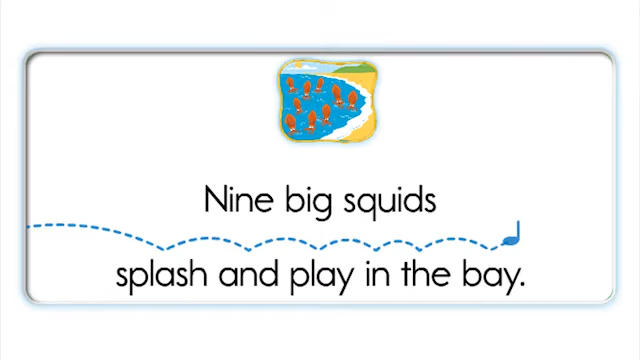 Nine big squids
splash and play in the bay.